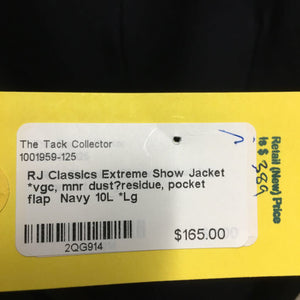 The Tack Collector
1001959-125
RJ Classics Extreme Show Jacket
*vgc, mnr dust?residue, pocket
flap Navy 10L *Lg
2QG914
$165.00
Retail (New) Price
is $ 389